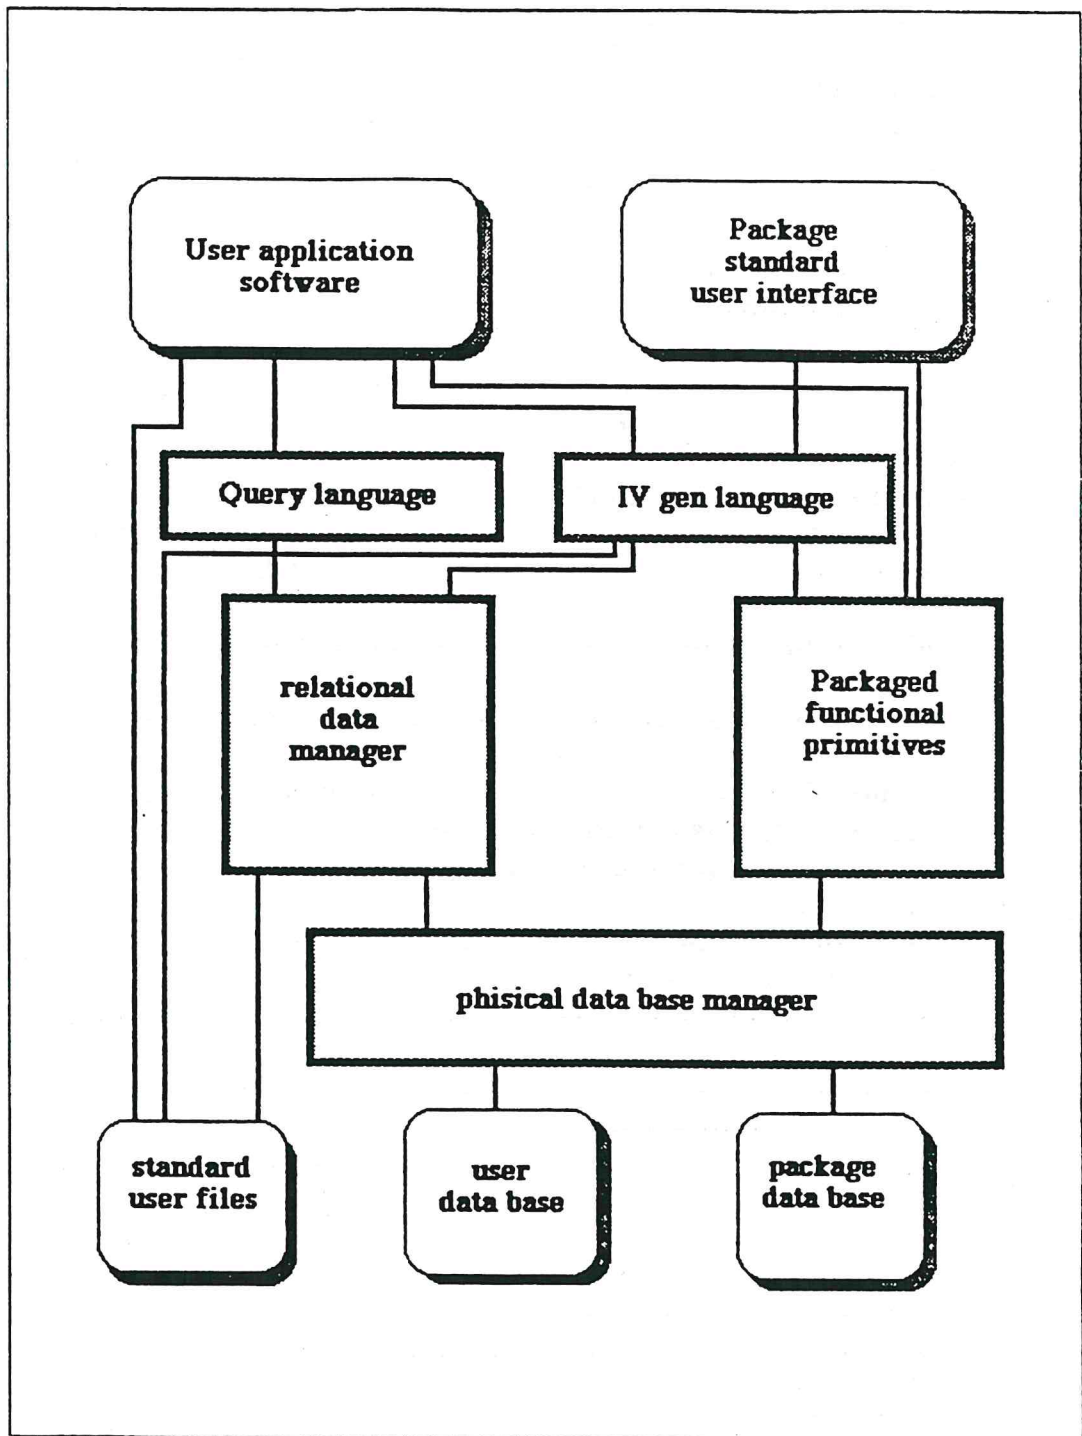 User application
software
Package
standard
user interface
Query language
IV gen language
relational
data
manager
Packaged
functional
primitives
phisical data base manager
standard
user files
user
data base
package
data base